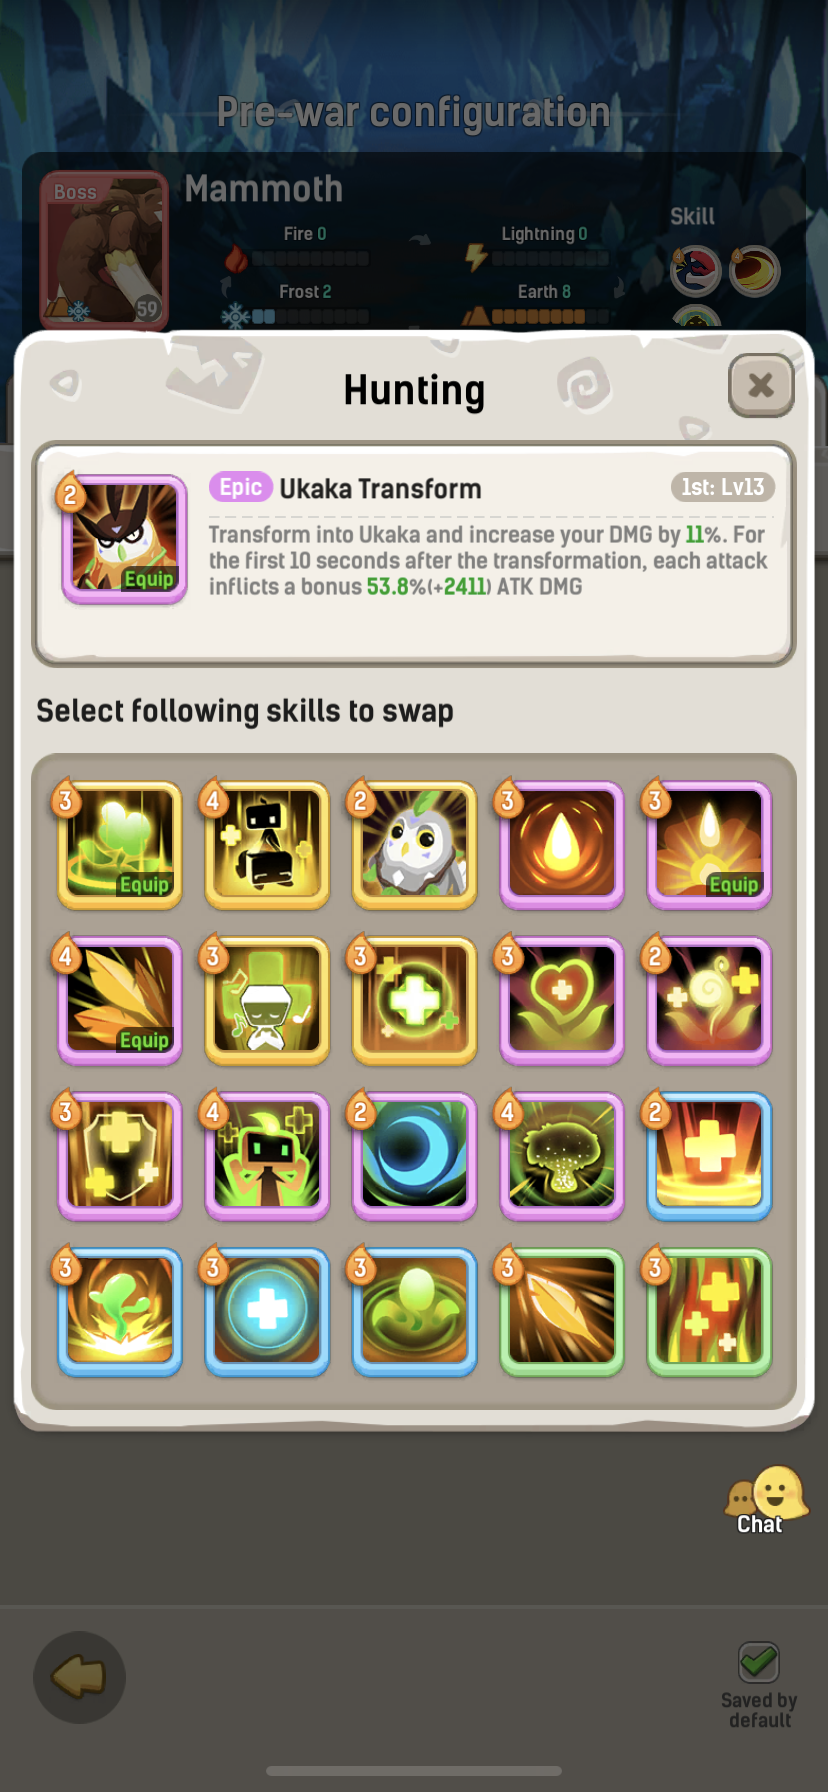 Pre-war configuration
Boss
Mammoth
Skill
Fire 0
Lightning 0
4
4
Frost 2
Earth 8
59
Hunting
2
Equip
Epic
Ukaka Transform
1st: Lv13
Transform into Ukaka and increase your DMG by 11%. For
the first 10 seconds after the transformation, each attack
inflicts a bonus 53.8%(+2411) ATK DMG
Select following skills to swap
3
4
2
3
3
Equip
Equip
4
3
3
3
2
Equip
3
4
2
4
2
3
3
3
3
3
Chat
Saved by
default